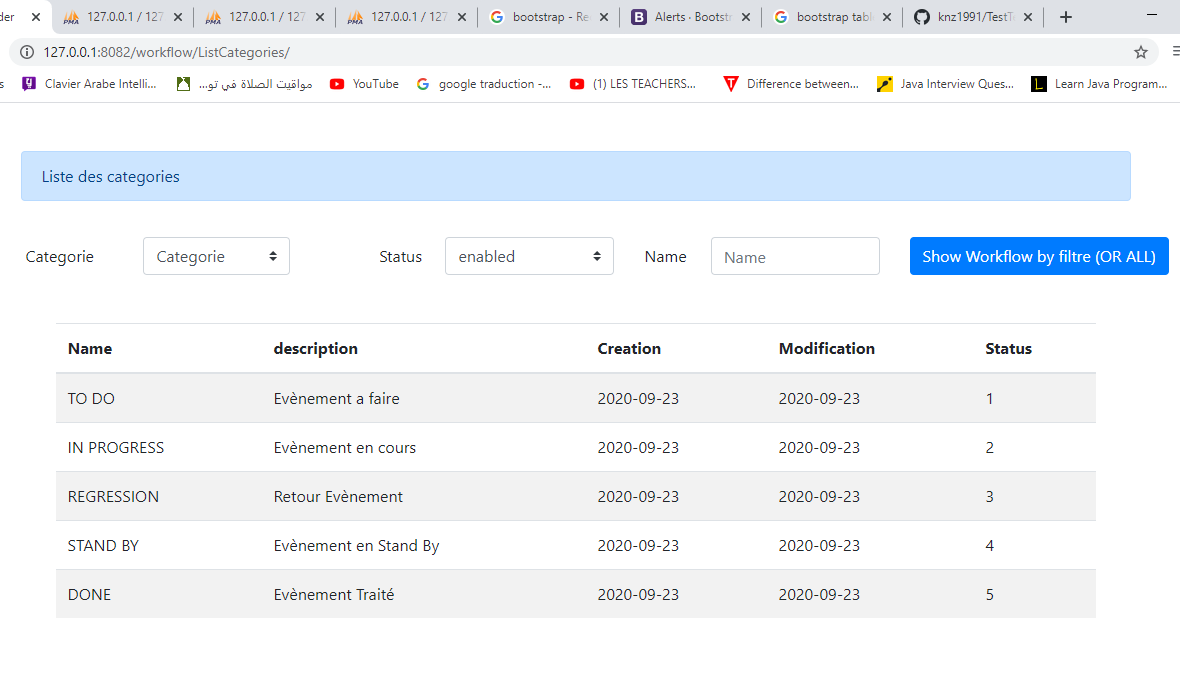 der
127.0.0.1 / 127
127.0.0.1 / 127
127.0.0.1 / 127
bootstrap - Re
Alerts · Bootst
bootstrap tabl
knz1991/TestT
127.0.0.1:8082/workflow/ListCategories/
s
Clavier Arabe Intelli...
مواقيت الصلاة في تو...
YouTube
google traduction -...
(1) LES TEACHERS...
Difference between...
Java Interview Ques...
Learn Java Program...
Liste des categories
Categorie Categorie Status enabled Name Name Show Workflow by filtre (OR ALL)
Name description Creation Modification Status
TO DO Evènement a faire 2020-09-23 2020-09-23 1
IN PROGRESS Evènement en cours 2020-09-23 2020-09-23 2
REGRESSION Retour Evènement 2020-09-23 2020-09-23 3
STAND BY Evènement en Stand By 2020-09-23 2020-09-23 4
DONE Evènement Traité 2020-09-23 2020-09-23 5